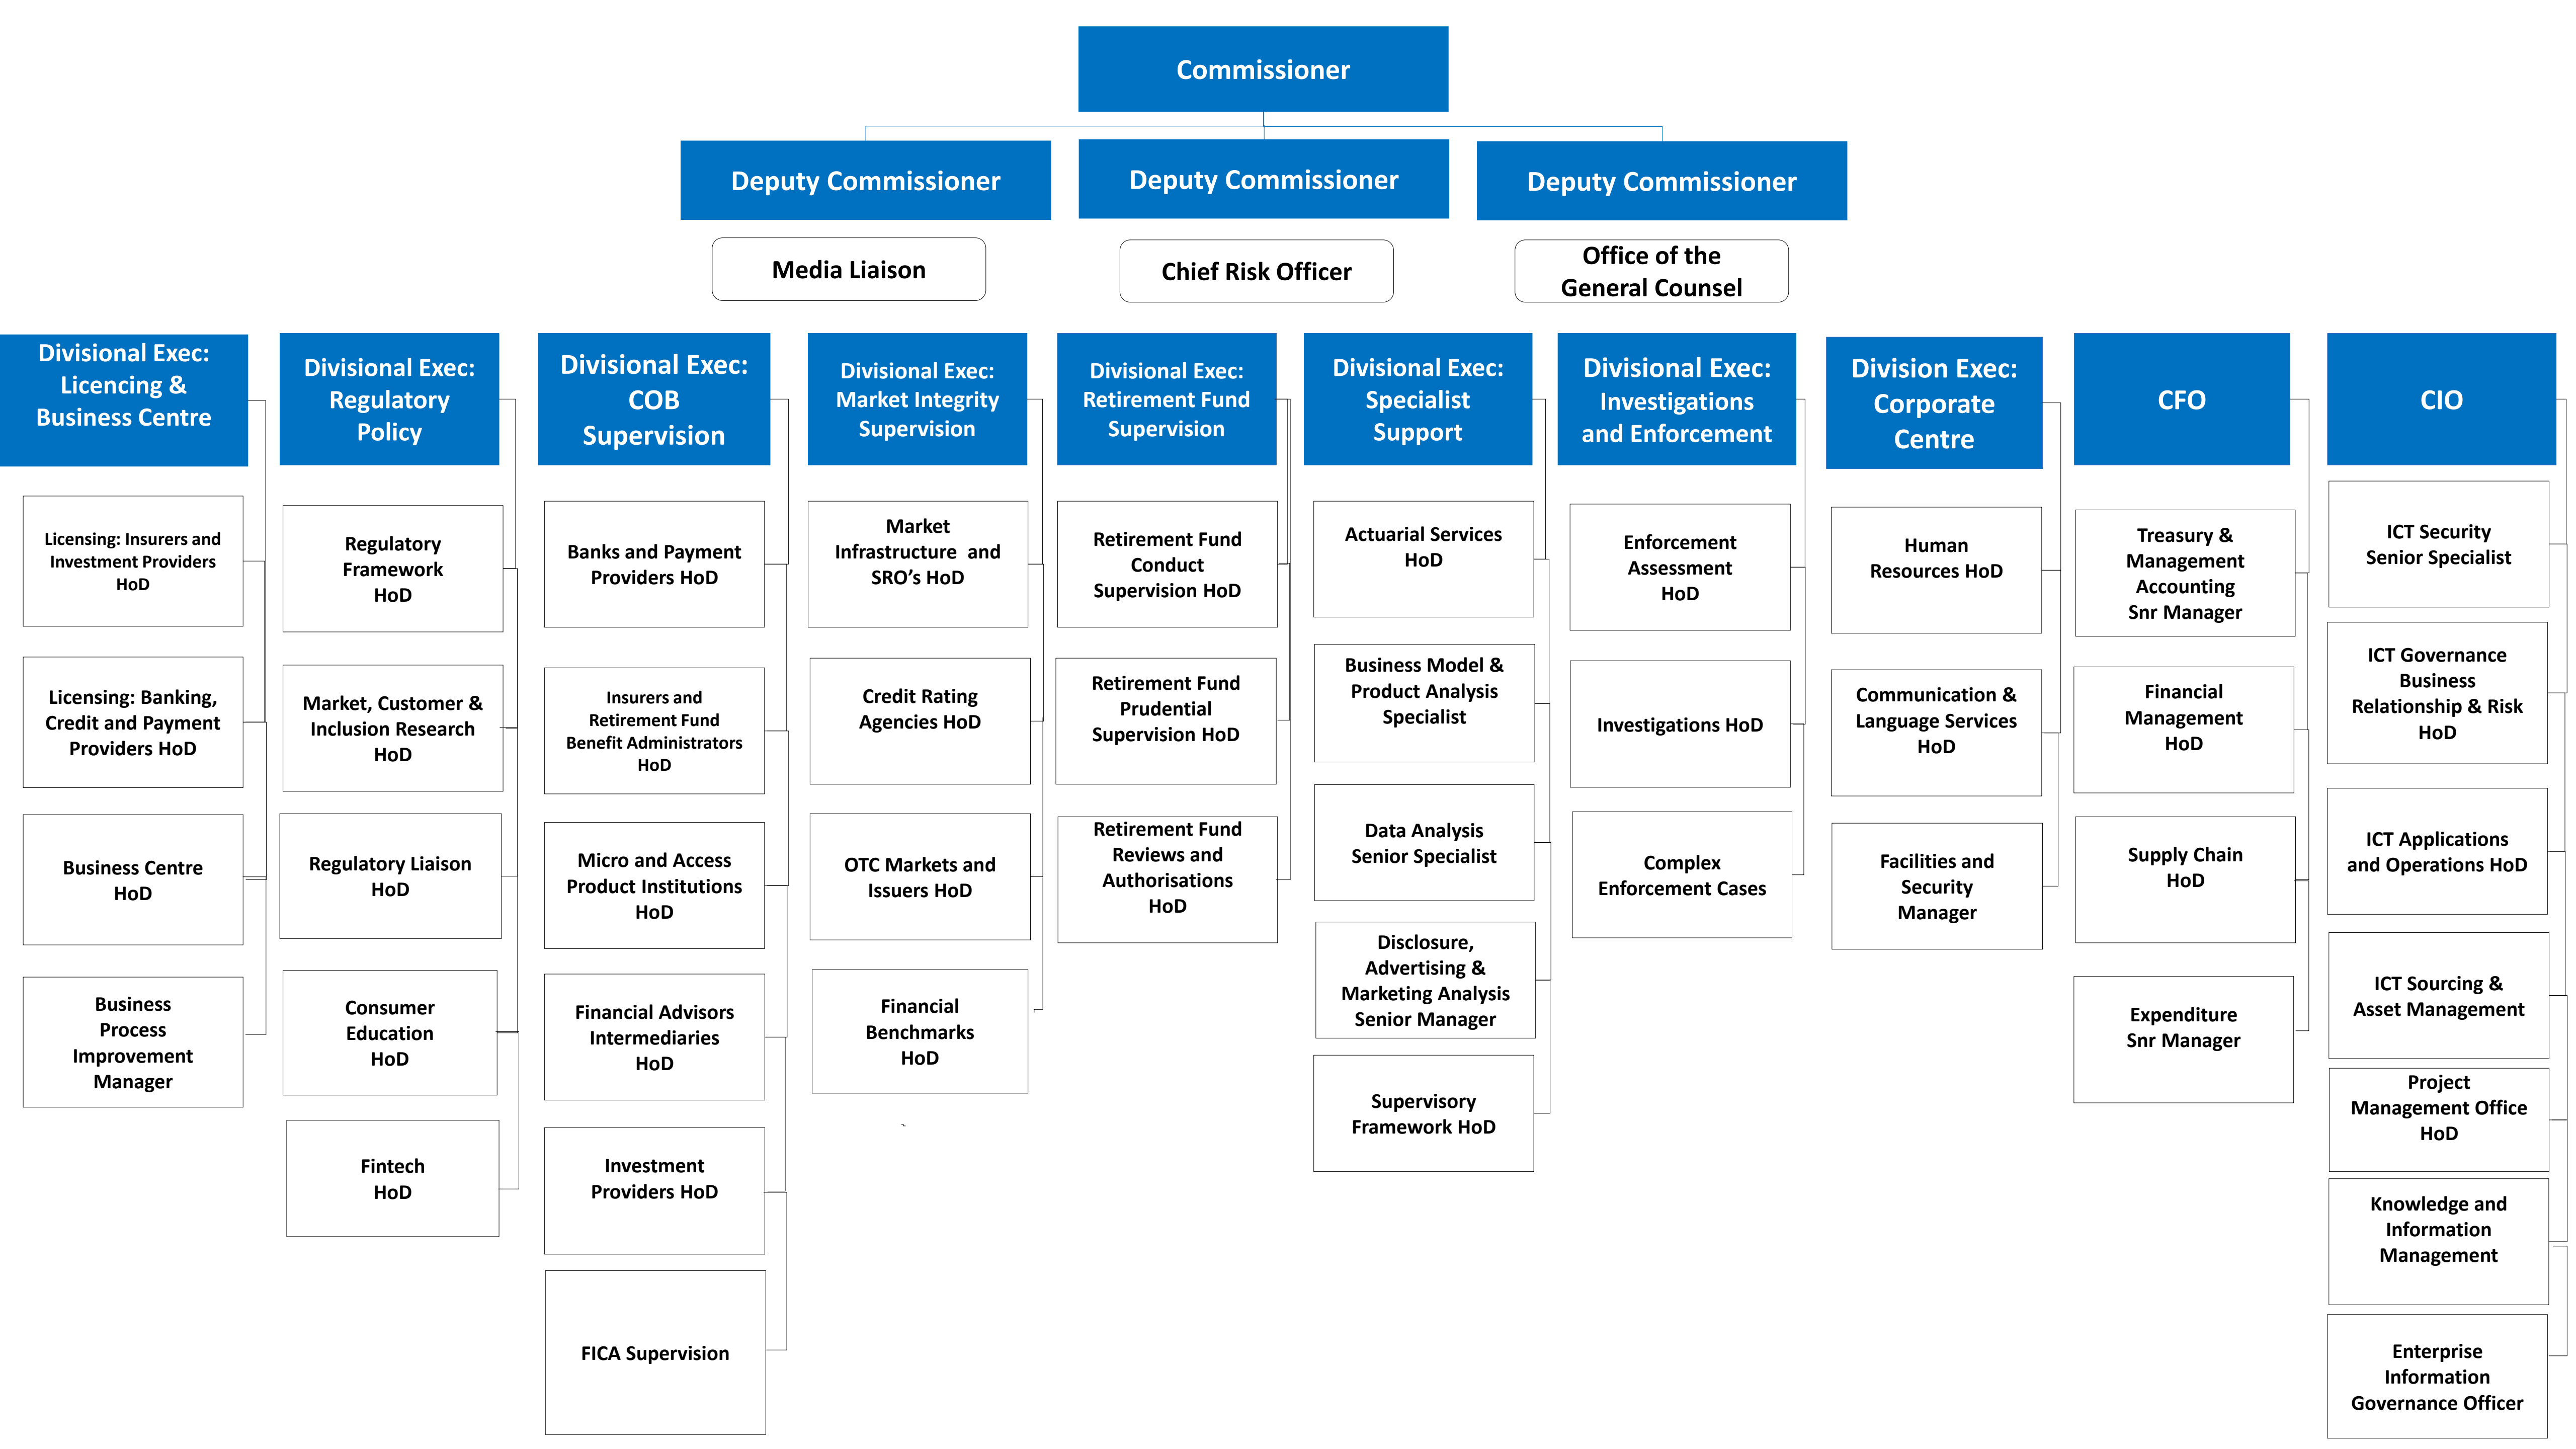 Commissioner
Deputy Commissioner
Deputy Commissioner
Deputy Commissioner
Media Liaison
Chief Risk Officer
Office of the
General Counsel
Divisional Exec:
Licencing &
Business Centre
Licensing: Insurers and
Investment Providers
HoD
Licensing: Banking,
Credit and Payment
Providers HoD
Business Centre
HoD
Business
Process
Improvement
Manager
Divisional Exec:
Regulatory
Policy
Regulatory
Framework
HoD
Market, Customer &
Inclusion Research
HoD
Regulatory Liaison
HoD
Consumer
Education
HoD
Fintech
HoD
Divisional Exec:
COB
Supervision
Banks and Payment
Providers HoD
Insurers and
Retirement Fund
Benefit Administrators
HoD
Micro and Access
Product Institutions
HoD
Financial Advisors
Intermediaries
HoD
Investment
Providers HoD
FICA Supervision
Divisional Exec:
Market Integrity
Supervision
Market
Infrastructure  and
SRO’s HoD
Credit Rating
Agencies HoD
OTC Markets and
Issuers HoD
Financial
Benchmarks
HoD
`
Divisional Exec:
Retirement Fund
Supervision
Retirement Fund
Conduct
Supervision HoD
Retirement Fund
Prudential
Supervision HoD
Retirement Fund
Reviews and
Authorisations
HoD
Divisional Exec:
Specialist
Support
Actuarial Services
HoD
Business Model &
Product Analysis
Specialist
Data Analysis
Senior Specialist
Disclosure,
Advertising &
Marketing Analysis
Senior Manager
Supervisory
Framework HoD
Divisional Exec:
Investigations
and Enforcement
Enforcement
Assessment
HoD
Investigations HoD
Complex
Enforcement Cases
Division Exec:
Corporate
Centre
Human
Resources HoD
Communication &
Language Services
HoD
Facilities and
Security
Manager
CFO
Treasury &
Management
Accounting
Snr Manager
Financial
Management
HoD
Supply Chain
HoD
Expenditure
Snr Manager
CIO
ICT Security
Senior Specialist
ICT Governance
Business
Relationship & Risk
HoD
ICT Applications
and Operations HoD
ICT Sourcing &
Asset Management
Project
Management Office
HoD
Knowledge and
Information
Management
Enterprise
Information
Governance Officer